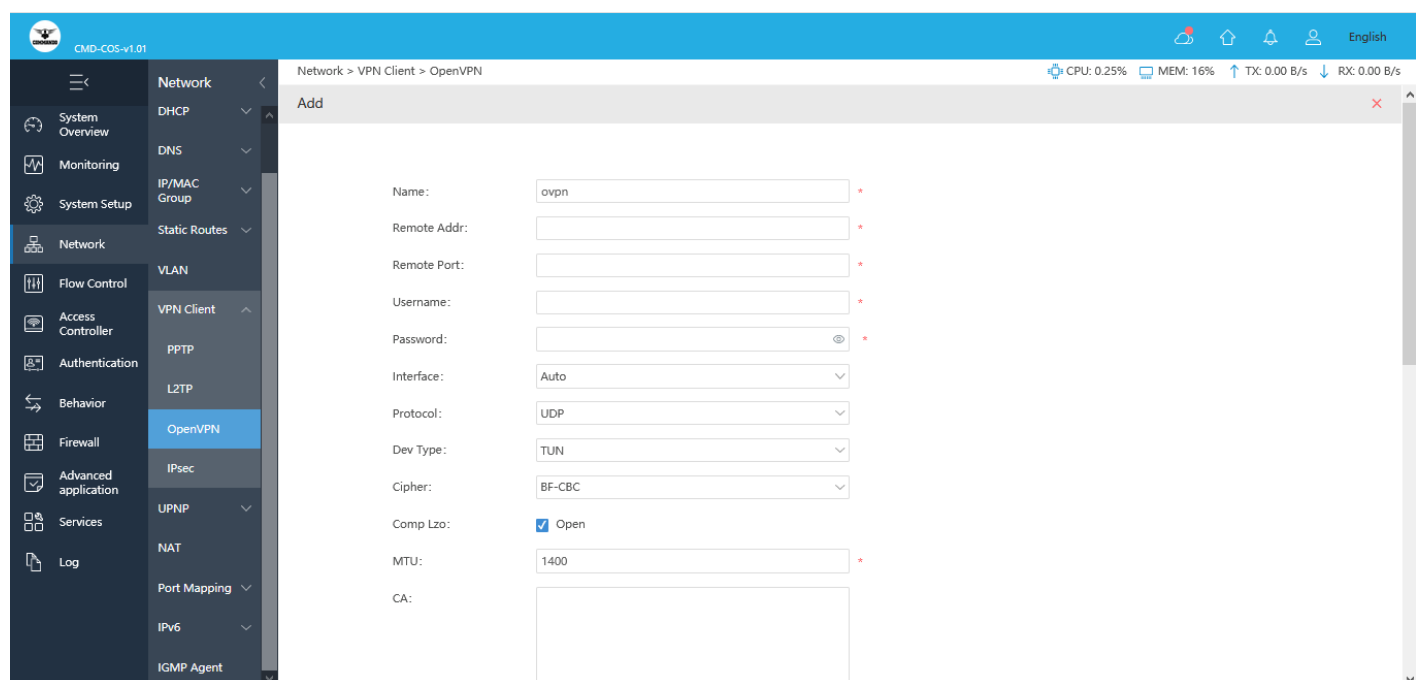 COMMANDO
CMD-COS-v1.01
English
Network
Network > VPN Client > OpenVPN
CPU: 0.25%
MEM: 16%
TX: 0.00 B/s
RX: 0.00 B/s
System Overview
Monitoring
System Setup
Network
Flow Control
Access Controller
Authentication
Behavior
Firewall
Advanced application
Services
Log
DHCP
DNS
IP/MAC Group
Static Routes
VLAN
VPN Client
PPTP
L2TP
OpenVPN
IPsec
UPNP
NAT
Port Mapping
IPv6
IGMP Agent
Add
Name: ovpn *
Remote Addr: *
Remote Port: *
Username: *
Password: *
Interface: Auto
Protocol: UDP
Dev Type: TUN
Cipher: BF-CBC
Comp Lzo: Open
MTU: 1400 *
CA: